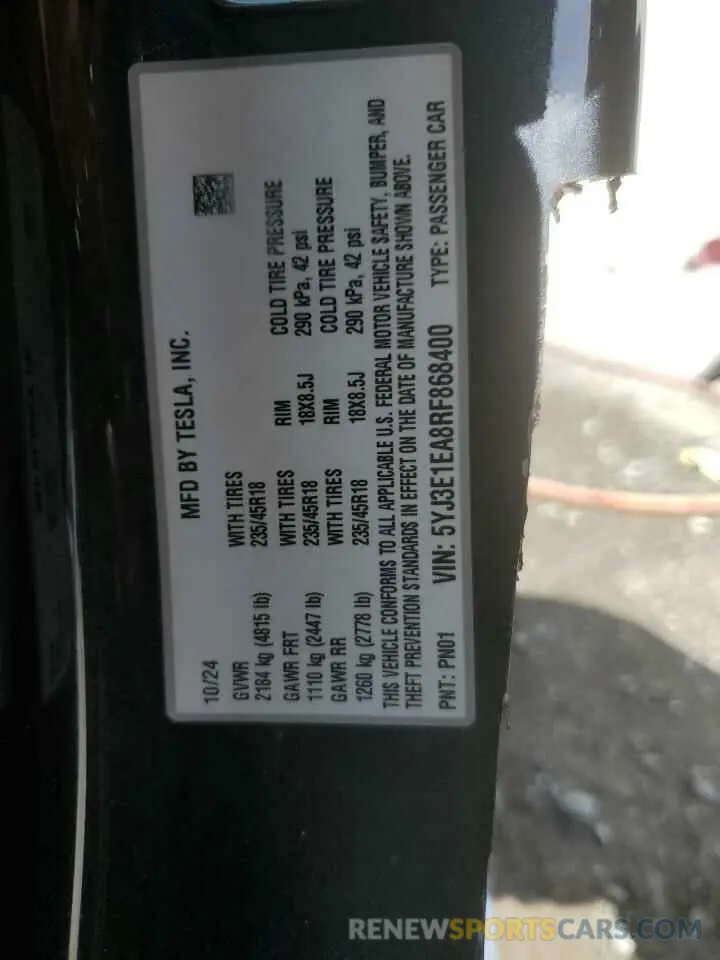 MFD BY TESLA, INC.
10/24
GVWR WITH TIRES
2184 kg (4815 lb) 235/45R18
GAWR FRT WITH TIRES RIM COLD TIRE PRESSURE
1110 kg (2447 lb) 235/45R18 18X8.5J 290 kPa, 42 psi
GAWR RR WITH TIRES RIM COLD TIRE PRESSURE
1260 kg (2778 lb) 235/45R18 18X8.5J 290 kPa, 42 psi
THIS VEHICLE CONFORMS TO ALL APPLICABLE U.S. FEDERAL MOTOR VEHICLE SAFETY, BUMPER, AND
THEFT PREVENTION STANDARDS IN EFFECT ON THE DATE OF MANUFACTURE SHOWN ABOVE.
PNT: PN01 VIN: 5YJ3E1EA8RF868400 TYPE: PASSENGER CAR
RENEWSPORTSCARS.COM